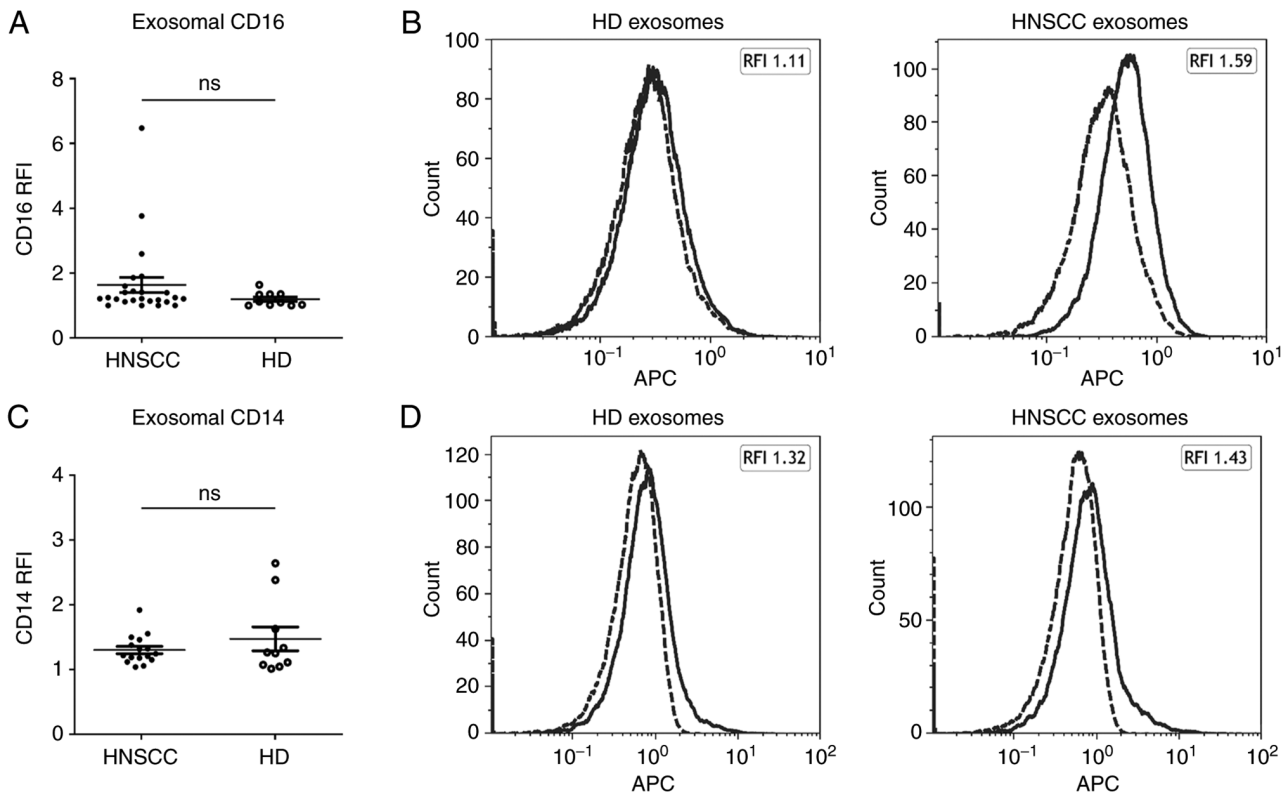 A
Exosomal CD16
CD16 RFI
8
6
4
2
0
ns
HNSCC
HD
B
HD exosomes
RFI 1.11
Count
100
80
60
40
20
0
10⁻¹
10⁰
10¹
APC
HNSCC exosomes
RFI 1.59
Count
100
80
60
40
20
0
10⁻¹
10⁰
10¹
APC
C
Exosomal CD14
CD14 RFI
4
3
2
1
0
ns
HNSCC
HD
D
HD exosomes
RFI 1.32
Count
120
100
80
60
40
20
0
10⁻¹
10⁰
10¹
10²
APC
HNSCC exosomes
RFI 1.43
Count
100
50
0
10⁻¹
10⁰
10¹
10²
APC